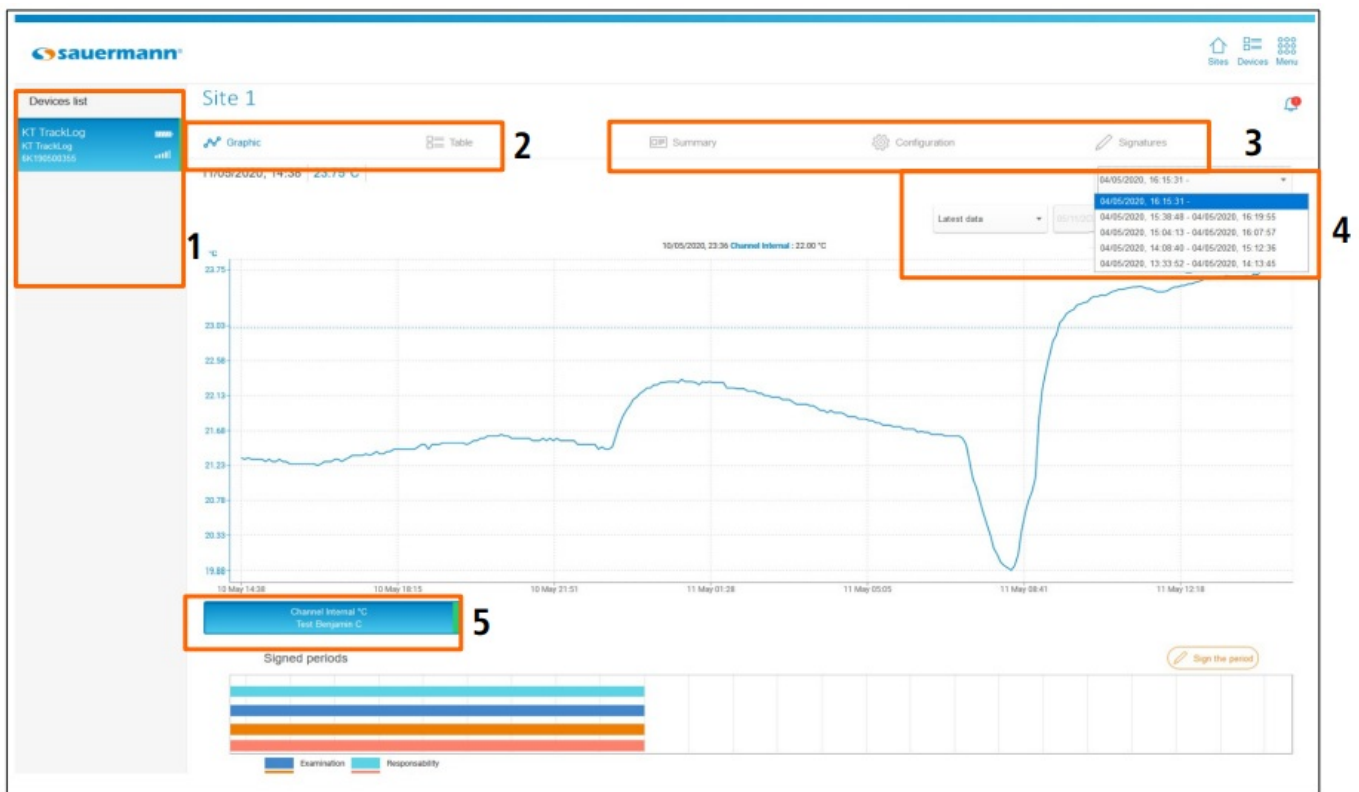 sauermann
Sites Devices Menu
Devices list
Site 1
1
KT TrackLog
KT TrackLog
6K190500355
Graphic
Table
2
Summary
Configuration
Signatures
3
11/05/2020, 14:38 23.75°C
04/05/2020, 16:15:31 -
04/05/2020, 16:15:31 -
04/05/2020, 15:38:48 - 04/05/2020, 16:19:55
04/05/2020, 15:04:13 - 04/05/2020, 16:07:57
04/05/2020, 14:08:40 - 04/05/2020, 15:12:36
04/05/2020, 13:33:52 - 04/05/2020, 14:13:45
Latest data
4
1
10/05/2020, 23:36 Channel Internal : 22.00 °C
°C
23.75
23.03
22.58
22.13
21.68
21.23
20.78
20.33
19.88
10 May 14:38
10 May 18:15
10 May 21:51
11 May 01:28
11 May 05:05
11 May 08:41
11 May 12:18
Channel Internal °C
Test Benjamin C
5
Signed periods
Sign the period
Examination
Responsability